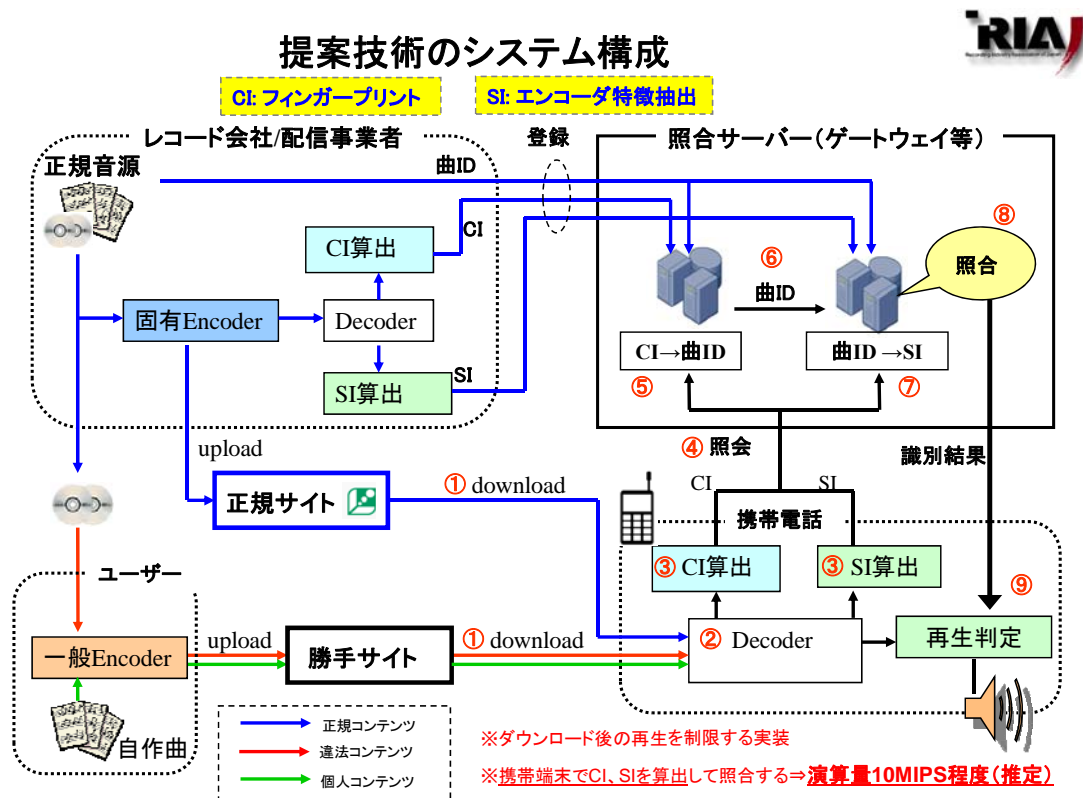 RIAJ
Recording Industry Association of Japan
提案技術のシステム構成
CI: フィンガープリント
SI: エンコーダ特徴抽出
レコード会社/配信事業者
登録
照合サーバー（ゲートウェイ等）
正規音源
曲ID
CI
⑧
照合
CI算出
⑥
曲ID
固有Encoder
Decoder
CI→曲ID
曲ID→SI
⑤
⑦
SI算出
SI
upload
④ 照会
識別結果
CI
SI
正規サイト
① download
携帯電話
③ CI算出
③ SI算出
⑨
ユーザー
② Decoder
再生判定
一般Encoder
upload
勝手サイト
① download
自作曲
正規コンテンツ
違法コンテンツ
個人コンテンツ
※ダウンロード後の再生を制限する実装
※携帯端末でCI、SIを算出して照合する⇒演算量10MIPS程度（推定）